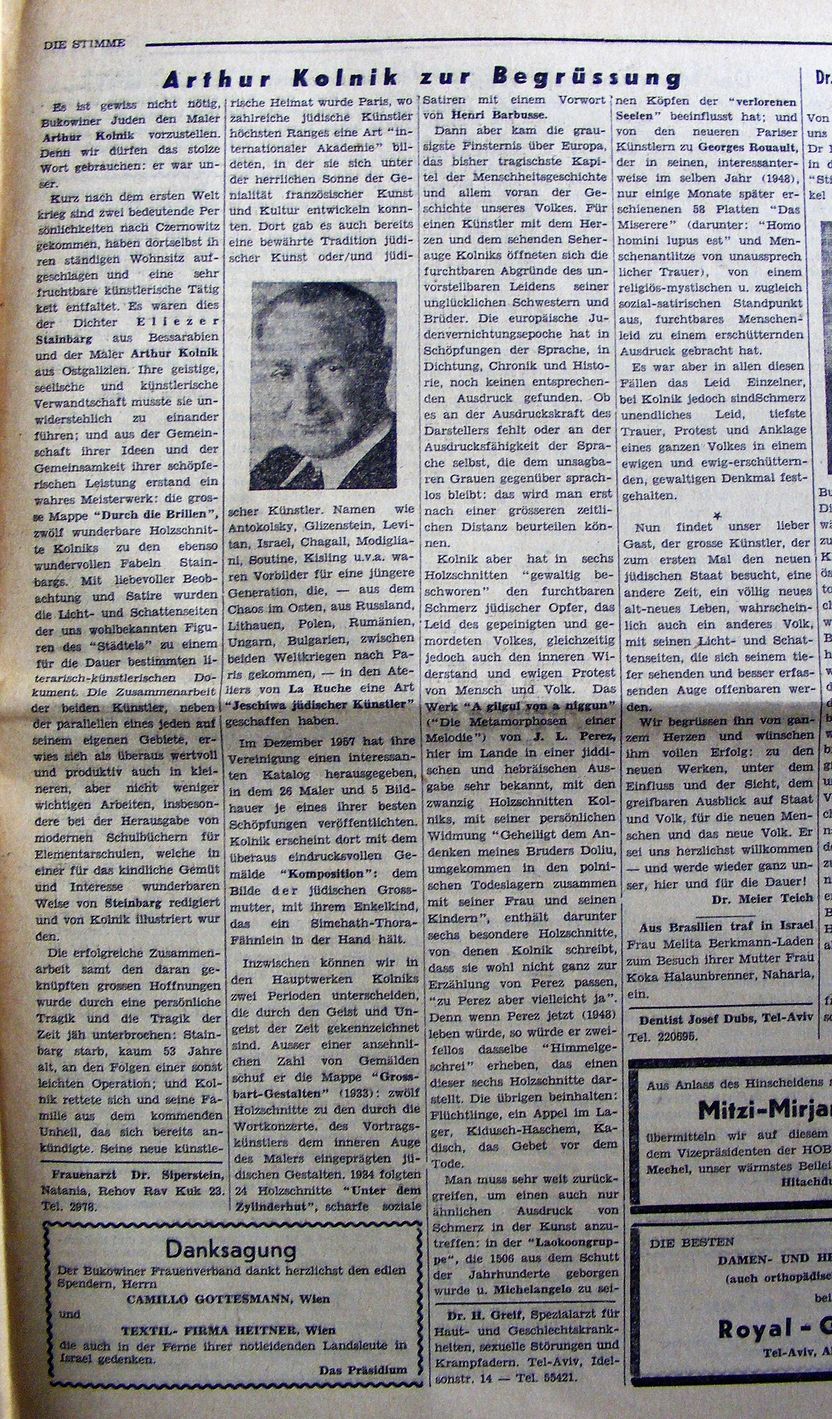 DIE STIMME
Arthur Kolnik zur Begrüssung
Es ist gewiss nicht nötig,
Bukowiner Juden den Maler
Arthur Kolnik vorzustellen.
Denn wir dürfen das stolze
Wort gebrauchen: er war un-
ser.
Kurz nach dem ersten Welt
krieg sind zwei bedeutende Per
sönlichkeiten nach Czernowitz
gekommen, haben dortselbst ih
ren ständigen Wohnsitz auf-
geschlagen und eine sehr
fruchtbare künstlerische Tätig
keit entfaltet. Es waren dies
der Dichter Eliezer
Stainbarg aus Bessarabien
und der Maler Arthur Kolnik
aus Ostgalizien. Ihre geistige,
seelische und künstlerische
Verwandtschaft musste sie un-
widerstehlich zu einander
führen; und aus der Gemein-
schaft ihrer Ideen und der
Gemeinsamkeit ihrer schöpfe-
rischen Leistung erstand ein
wahres Meisterwerk: die gros-
se Mappe "Durch die Brillen",
zwölf wunderbare Holzschnit-
te Kolniks zu den ebenso
wundervollen Fabeln Stain-
bargs. Mit liebevoller Beob-
achtung und Satire wurden
die Licht- und Schattenseiten
der uns wohlbekannten Figu-
ren des "Städtels" zu einem
für die Dauer bestimmten li-
terarisch-künstlerischen Do-
kument. Die Zusammenarbeit
der beiden Künstler, neben
der parallelen eines jeden auf
seinem eigenen Gebiete, er-
wies sich als überaus wertvoll
und produktiv auch in klei-
neren, aber nicht weniger
wichtigen Arbeiten, insbeson-
dere bei der Herausgabe von
modernen Schulbüchern für
Elementarschulen, welche in
einer für das kindliche Gemüt
und Interesse wunderbaren
Weise von Steinbarg redigiert
und von Kolnik illustriert wur
den.
Die erfolgreiche Zusammen-
arbeit samt den daran ge-
knüpften grossen Hoffnungen
wurde durch eine persönliche
Tragik und die Tragik der
Zeit jäh unterbrochen: Stain-
barg starb, kaum 53 Jahre
alt, an den Folgen einer sonst
leichten Operation; und Kol-
nik rettete sich und seine Fa-
milie aus dem kommenden
Unheil, das sich bereits an-
kündigte. Seine neue künstle-
Frauenarzt Dr. Siperstein,
Natania, Rehov Rav Kuk 23.
Tel. 2978.
rische Heimat wurde Paris, wo
zahlreiche jüdische Künstler
höchsten Ranges eine Art "in-
ternationaler Akademie" bil-
deten, in der sie sich unter
der herrlichen Sonne der Ge-
nialität französischer Kunst
und Kultur entwickeln konn-
ten. Dort gab es auch bereits
eine bewährte Tradition jüdi-
scher Kunst oder/und jüdi-
scher Künstler. Namen wie
Antokolsky, Glizenstein, Levi-
tan, Israel, Chagall, Modiglia-
ni, Soutine, Kisling u.v.a. wa-
ren Vorbilder für eine jüngere
Generation, die, — aus dem
Chaos im Osten, aus Russland,
Lithauen, Polen, Rumänien,
Ungarn, Bulgarien, zwischen
beiden Weltkriegen nach Pa-
ris gekommen, — in den Ate-
liers von La Ruche eine Art
"Jeschiwa jüdischer Künstler"
geschaffen haben.
Im Dezember 1957 hat ihre
Vereinigung einen interessan-
ten Katalog herausgegeben,
in dem 26 Maler und 5 Bild-
hauer je eines ihrer besten
Schöpfungen veröffentlichten.
Kolnik erscheint dort mit dem
überaus eindrucksvollen Ge-
mälde "Komposition": dem
Bilde der jüdischen Gross-
mutter, mit ihrem Enkelkind,
das ein Simchath-Thora-
Fähnlein in der Hand hält.
Inzwischen können wir in
den Hauptwerken Kolniks
zwei Perioden unterscheiden,
die durch den Geist und Un-
geist der Zeit gekennzeichnet
sind. Ausser einer ansehnli-
chen Zahl von Gemälden
schuf er die Mappe "Gross-
bart-Gestalten" (1933): zwölf
Holzschnitte zu den durch die
Wortkonzerte, des Vortrags-
künstlers dem inneren Auge
des Malers eingeprägten jü-
dischen Gestalten. 1934 folgten
24 Holzschnitte "Unter dem
Zylinderhut", scharfe soziale
Satiren mit einem Vorwort
von Henri Barbusse.
Dann aber kam die grau-
sigste Finsternis über Europa,
das bisher tragischste Kapi-
tel der Menschheitsgeschichte
und allem voran der Ge-
schichte unseres Volkes. Für
einen Künstler mit dem Her-
zen und dem sehenden Seher-
auge Kolniks öffneten sich die
furchtbaren Abgründe des un-
vorstellbaren Leidens seiner
unglücklichen Schwestern und
Brüder. Die europäische Ju-
denvernichtungsepoche hat in
Schöpfungen der Sprache, in
Dichtung, Chronik und Histo-
rie, noch keinen entsprechen-
den Ausdruck gefunden. Ob
es an der Ausdruckskraft des
Darstellers fehlt oder an der
Ausdrucksfähigkeit der Spra-
che selbst, die dem unsagba-
ren Grauen gegenüber sprach-
los bleibt: das wird man erst
nach einer grösseren zeitli-
chen Distanz beurteilen kön-
nen.
Kolnik aber hat in sechs
Holzschnitten "gewaltig be-
schworen" den furchtbaren
Schmerz jüdischer Opfer, das
Leid des gepeinigten und ge-
mordeten Volkes, gleichzeitig
jedoch auch den inneren Wi-
derstand und ewigen Protest
von Mensch und Volk. Das
Werk "A gilgul von a niggun"
("Die Metamorphosen einer
Melodie") von J. L. Perez,
hier im Lande in einer jiddi-
schen und hebräischen Aus-
gabe sehr bekannt, mit den
zwanzig Holzschnitten Kol-
niks, mit seiner persönlichen
Widmung "Geheiligt dem An-
denken meines Bruders Doliu,
umgekommen in den polni-
schen Todeslagern zusammen
mit seiner Frau und seinen
Kindern", enthält darunter
sechs besondere Holzschnitte,
von denen Kolnik schreibt,
dass sie wohl nicht ganz zur
Erzählung von Perez passen,
"zu Perez aber vielleicht ja".
Denn wenn Perez jetzt (1948)
leben würde, so würde er zwei-
fellos dasselbe "Himmelge-
schrei" erheben, das einen
dieser sechs Holzschnitte dar-
stellt. Die übrigen beinhalten:
Flüchtlinge, ein Appel im La-
ger, Kidusch-Haschem, Ka-
disch, das Gebet vor dem
Tode.
Man muss sehr weit zurück-
greifen, um einen auch nur
ähnlichen Ausdruck von
Schmerz in der Kunst anzu-
treffen: in der "Laokoongrup-
pe", die 1506 aus dem Schutt
der Jahrhunderte geborgen
wurde u. Michelangelo zu sei-
Dr. H. Greif, Spezialarzt für
Haut- und Geschlechtskrank-
heiten, sexuelle Störungen und
Krampfadern. Tel-Aviv, Idel-
sonstr. 14 — Tel. 55421.
nen Köpfen der "verlorenen
Seelen" beeinflusst hat; und
von den neueren Pariser
Künstlern zu Georges Rouault,
der in seinen, interessanter-
weise im selben Jahr (1948),
nur einige Monate später er-
schienenen 58 Platten "Das
Miserere" (darunter: "Homo
homini lupus est" und Men-
schenantlitze von unaussprech
licher Trauer), von einem
religiös-mystischen u. zugleich
sozial-satirischen Standpunkt
aus, furchtbares Menschen-
leid zu einem erschütternden
Ausdruck gebracht hat.
Es war aber in allen diesen
Fällen das Leid Einzelner,
bei Kolnik jedoch sindSchmerz
unendliches Leid, tiefste
Trauer, Protest und Anklage
eines ganzen Volkes in einem
ewigen und ewig-erschüttern-
den, gewaltigen Denkmal fest-
gehalten.
*
Nun findet unser lieber
Gast, der grosse Künstler, der
zum ersten Mal den neuen
jüdischen Staat besucht, eine
andere Zeit, ein völlig neues
alt-neues Leben, wahrschein-
lich auch ein anderes Volk,
mit seinen Licht- und Schat-
tenseiten, die sich seinem tie-
fer sehenden und besser erfas-
senden Auge offenbaren wer-
den.
Wir begrüssen ihn von gan-
zem Herzen und wünschen
ihm vollen Erfolg: zu den
neuen Werken, unter dem
Einfluss und der Sicht, dem
greifbaren Ausblick auf Staat
und Volk, für die neuen Men-
schen und das neue Volk. Er
sei uns herzlichst willkommen
— und werde wieder ganz un-
ser, hier und für die Dauer!
Dr. Meier Teich
Aus Brasilien traf in Israel
Frau Melita Berkmann-Laden
zum Besuch ihrer Mutter Frau
Koka Halaunbrenner, Naharia,
ein.
Dentist Josef Dubs, Tel-Aviv
Tel. 220595.
Danksagung
Der Bukowiner Frauenverband dankt herzlichst den edlen
Spendern, Herrn
CAMILLO GOTTESMANN, Wien
und
TEXTIL- FIRMA HEITNER, Wien
die auch in der Ferne ihrer notleidenden Landsleute in
Israel gedenken.
Das Präsidium
Aus Anlass des Hinscheidens
Mitzi-Mirjam
übermitteln wir auf diesem
dem Vizepräsidenten der HOB
Mechel, unser wärmstes Beilei
Hitachdu
DIE BESTEN
DAMEN- UND HE
(auch orthopädisc
bei
Royal-
Tel-Aviv,
Dr.
Von
uns
Dr
in d
"Sti
kel